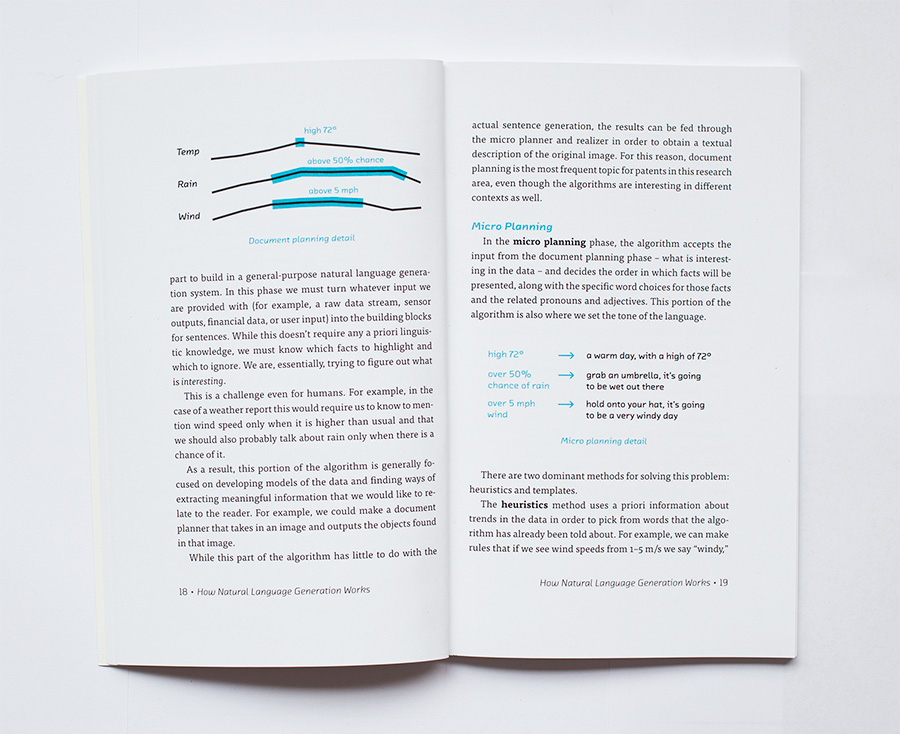 high 72°
Temp
above 50% chance
Rain
above 5 mph
Wind
Document planning detail
part to build in a general-purpose natural language genera-
tion system. In this phase we must turn whatever input we
are provided with (for example, a raw data stream, sensor
outputs, financial data, or user input) into the building blocks
for sentences. While this doesn't require any a priori linguis-
tic knowledge, we must know which facts to highlight and
which to ignore. We are, essentially, trying to figure out what
is interesting.
This is a challenge even for humans. For example, in the
case of a weather report this would require us to know to men-
tion wind speed only when it is higher than usual and that
we should also probably talk about rain only when there is a
chance of it.
As a result, this portion of the algorithm is generally fo-
cused on developing models of the data and finding ways of
extracting meaningful information that we would like to re-
late to the reader. For example, we could make a document
planner that takes in an image and outputs the objects found
in that image.
While this part of the algorithm has little to do with the
18 • How Natural Language Generation Works
actual sentence generation, the results can be fed through
the micro planner and realizer in order to obtain a textual
description of the original image. For this reason, document
planning is the most frequent topic for patents in this research
area, even though the algorithms are interesting in different
contexts as well.
Micro Planning
In the micro planning phase, the algorithm accepts the
input from the document planning phase – what is interest-
ing in the data – and decides the order in which facts will be
presented, along with the specific word choices for those facts
and the related pronouns and adjectives. This portion of the
algorithm is also where we set the tone of the language.
high 72° → a warm day, with a high of 72°
over 50% → grab an umbrella, it's going
chance of rain to be wet out there
over 5 mph → hold onto your hat, it's going
wind to be a very windy day
Micro planning detail
There are two dominant methods for solving this problem:
heuristics and templates.
The heuristics method uses a priori information about
trends in the data in order to pick from words that the algo-
rithm has already been told about. For example, we can make
rules that if we see wind speeds from 1–5 m/s we say "windy,"
How Natural Language Generation Works • 19